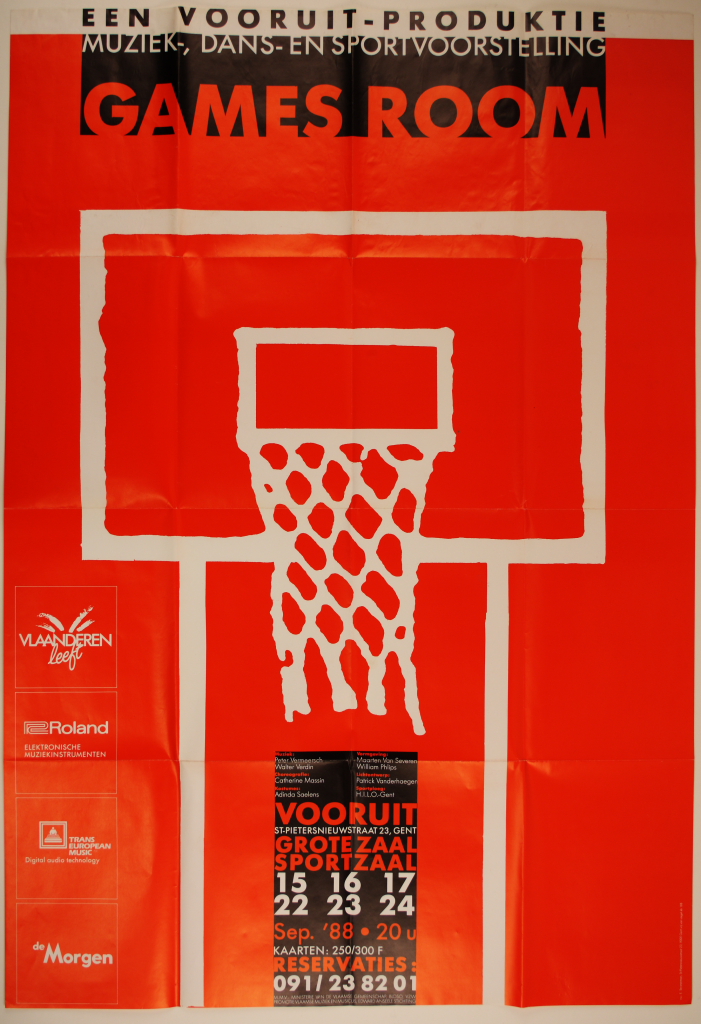 EEN VOORUIT-PRODUKTIE
MUZIEK-, DANS- EN SPORTVOORSTELLING
GAMES ROOM
VLAANDEREN
leeft
Roland
ELEKTRONISCHE
MUZIEKINSTRUMENTEN
TRANS
EUROPEAN
MUSIC
Digital audio technology
de Morgen
Muziek:
Peter Vermeersch
Walter Verdin
Choreografie:
Catherine Massin
Kostumes:
Adinda Saelens
Vormgeving:
Maarten Van Severen
William Philips
Lichtontwerp:
Patrick Vanderhaegen
H.I.L.O.-Gent
VOORUIT
ST-PIETERSNIEUWSTRAAT 23, GENT
GROTE ZAAL
SPORTZAAL
15 16 17
22 23 24
Sep. '88 • 20 u
KAARTEN: 250/300 F
RESERVATIES:
091/23 82 01